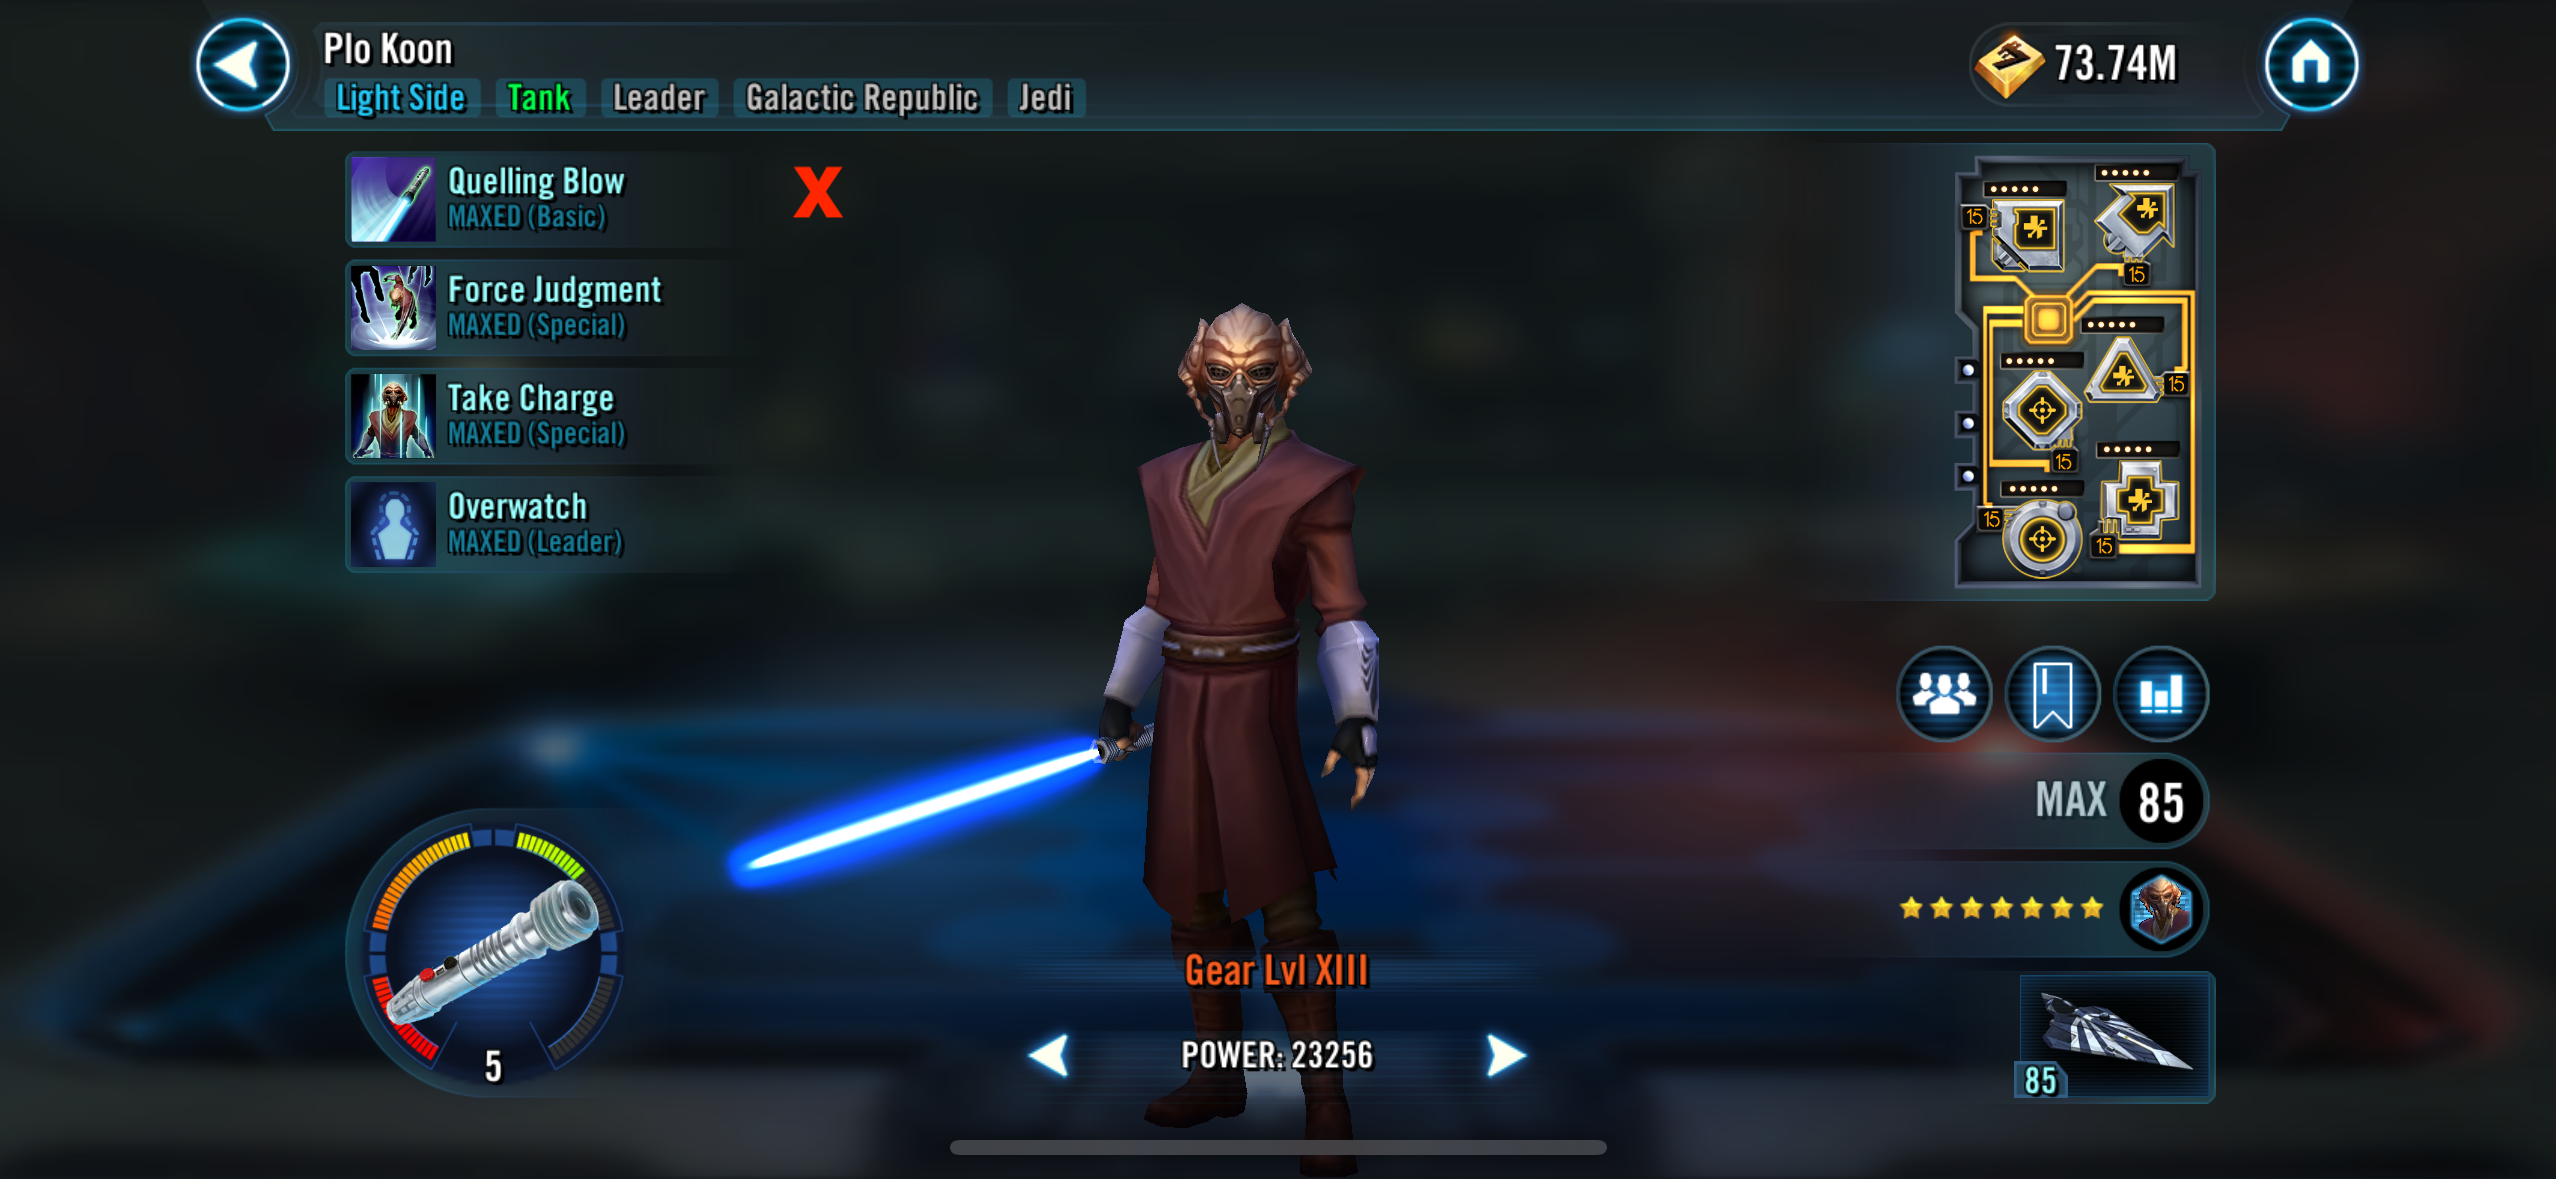 Plo Koon
Light Side Tank Leader Galactic Republic Jedi
73.74M
Quelling Blow
MAXED (Basic)
X
Force Judgment
MAXED (Special)
Take Charge
MAXED (Special)
Overwatch
MAXED (Leader)
15
15
15
15
15
15
MAX 85
5
Gear Lvl XIII
POWER: 23256
85